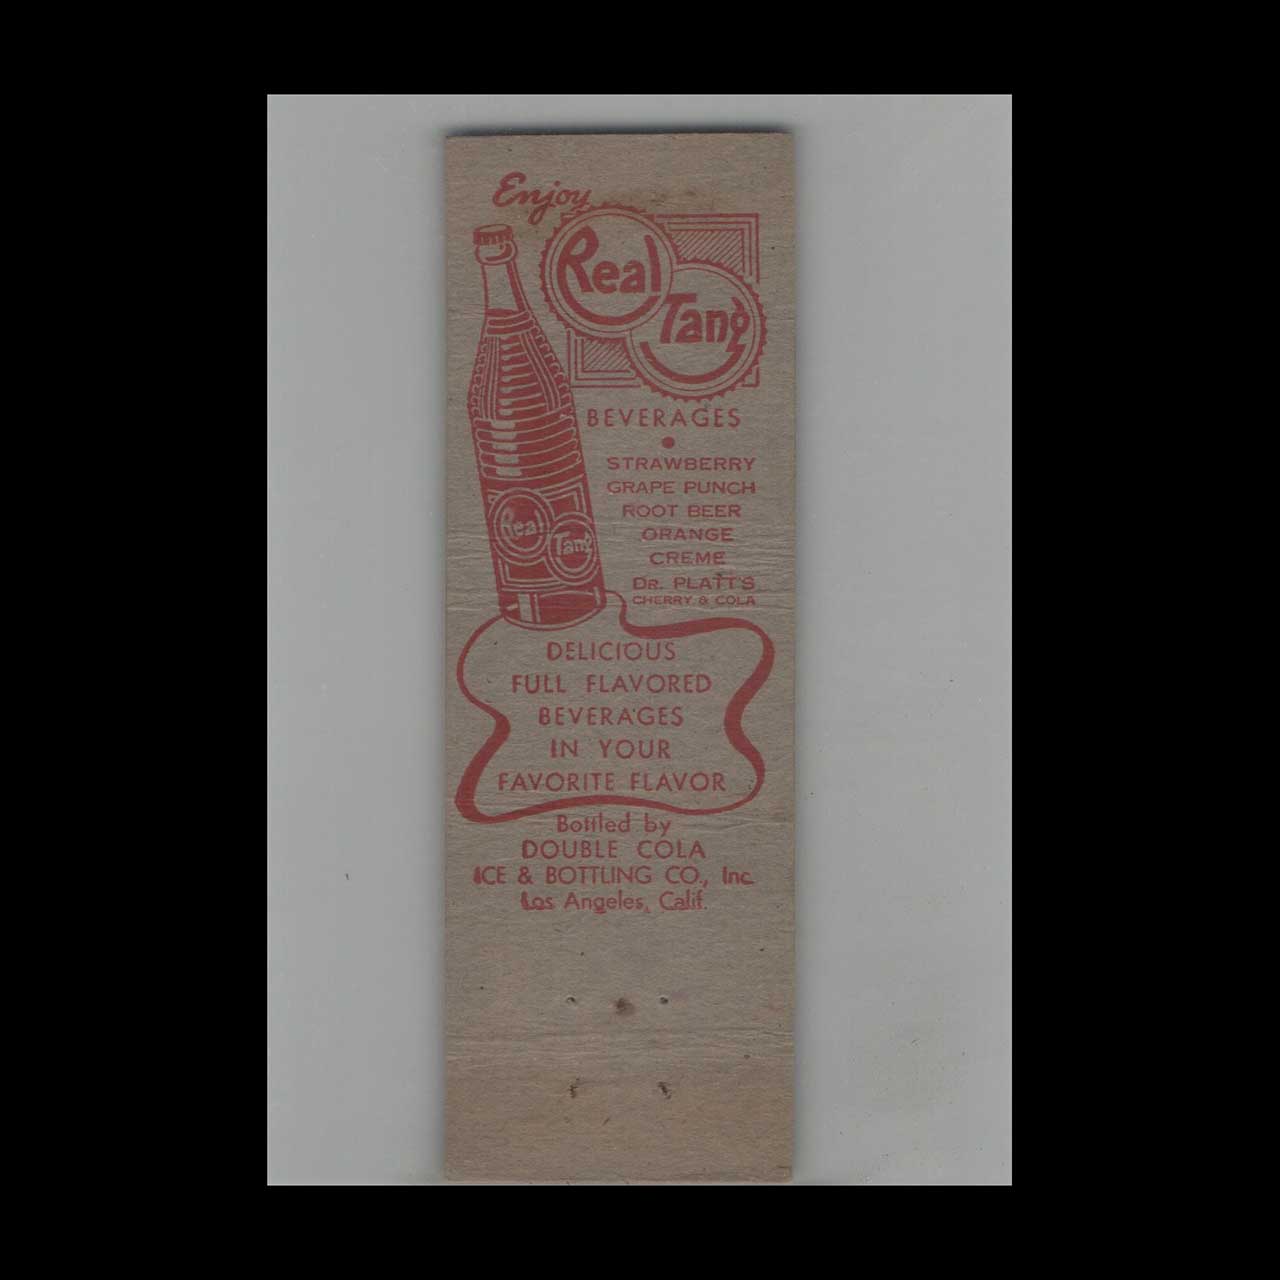 Enjoy
Real
Tang
BEVERAGES
STRAWBERRY
GRAPE PUNCH
ROOT BEER
ORANGE
CREME
DR. PLATT'S
CHERRY & COLA
Real
Tang
DELICIOUS
FULL FLAVORED
BEVERAGES
IN YOUR
FAVORITE FLAVOR
Bottled by
DOUBLE COLA
ICE & BOTTLING CO., Inc.
Los Angeles, Calif.